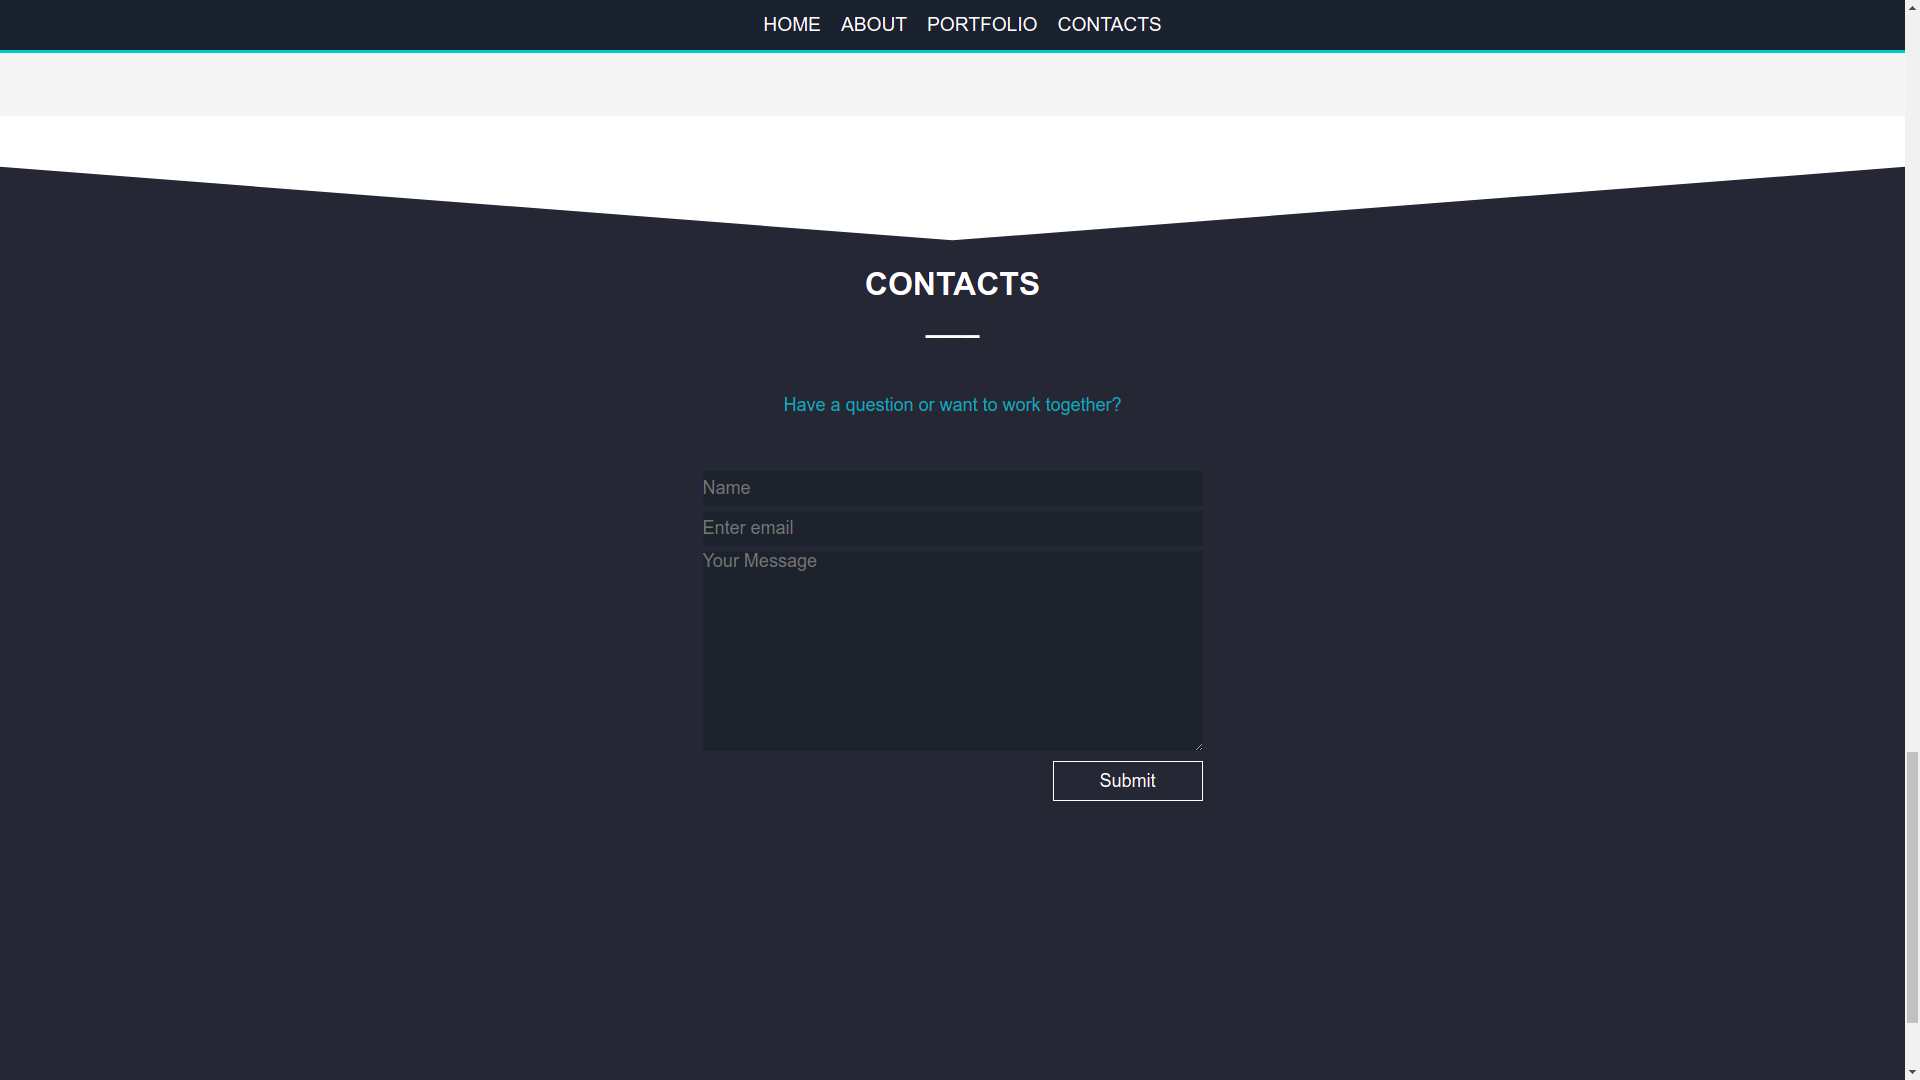 HOME ABOUT PORTFOLIO CONTACTS
CONTACTS
Have a question or want to work together?
Name
Enter email
Your Message
Submit